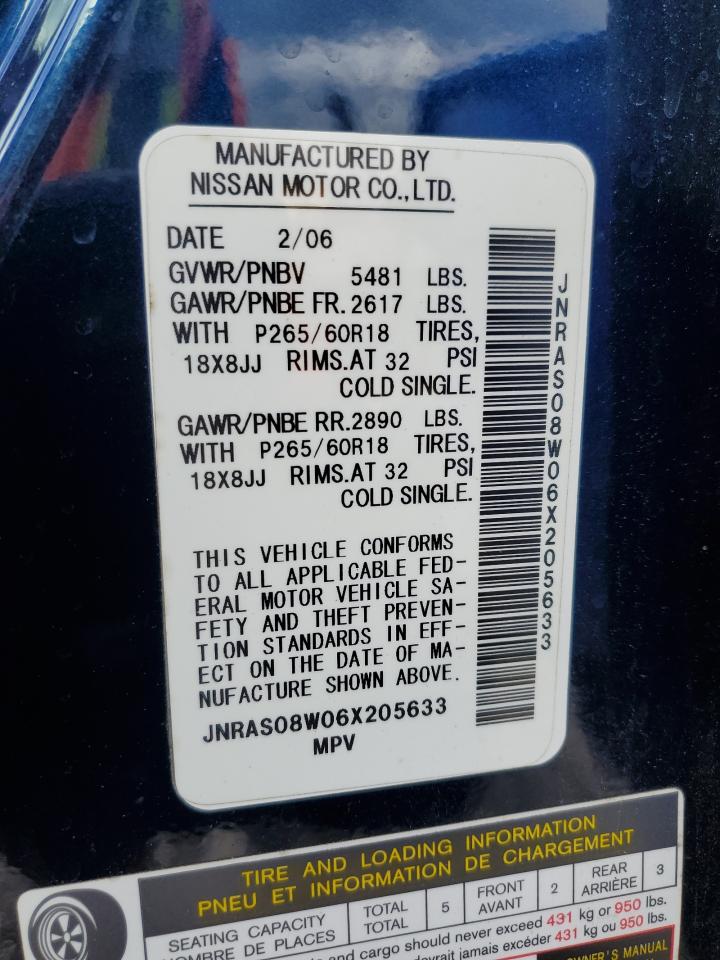 MANUFACTURED BY
NISSAN MOTOR CO.,LTD.
DATE 2/06
GVWR/PNBV 5481 LBS.
GAWR/PNBE FR. 2617 LBS.
WITH P265/60R18 TIRES,
18X8JJ RIMS.AT 32 PSI
COLD SINGLE.
GAWR/PNBE RR. 2890 LBS.
WITH P265/60R18 TIRES,
18X8JJ RIMS.AT 32 PSI
COLD SINGLE.
THIS VEHICLE CONFORMS
TO ALL APPLICABLE FED-
ERAL MOTOR VEHICLE SA-
FETY AND THEFT PREVEN-
TION STANDARDS IN EFF-
ECT ON THE DATE OF MA-
NUFACTURE SHOWN ABOVE.
JNRAS08W06X205633
MPV
JNRAS08W06X205633
TIRE AND LOADING INFORMATION
PNEU ET INFORMATION DE CHARGEMENT
SEATING CAPACITY TOTAL 5 FRONT 2 REAR 3
NOMBRE DE PLACES TOTAL AVANT ARRIÈRE
and cargo should never exceed 431 kg or 950 lbs.
jamais excéder 431 kg ou 950 lbs.
OWNER'S MANUAL